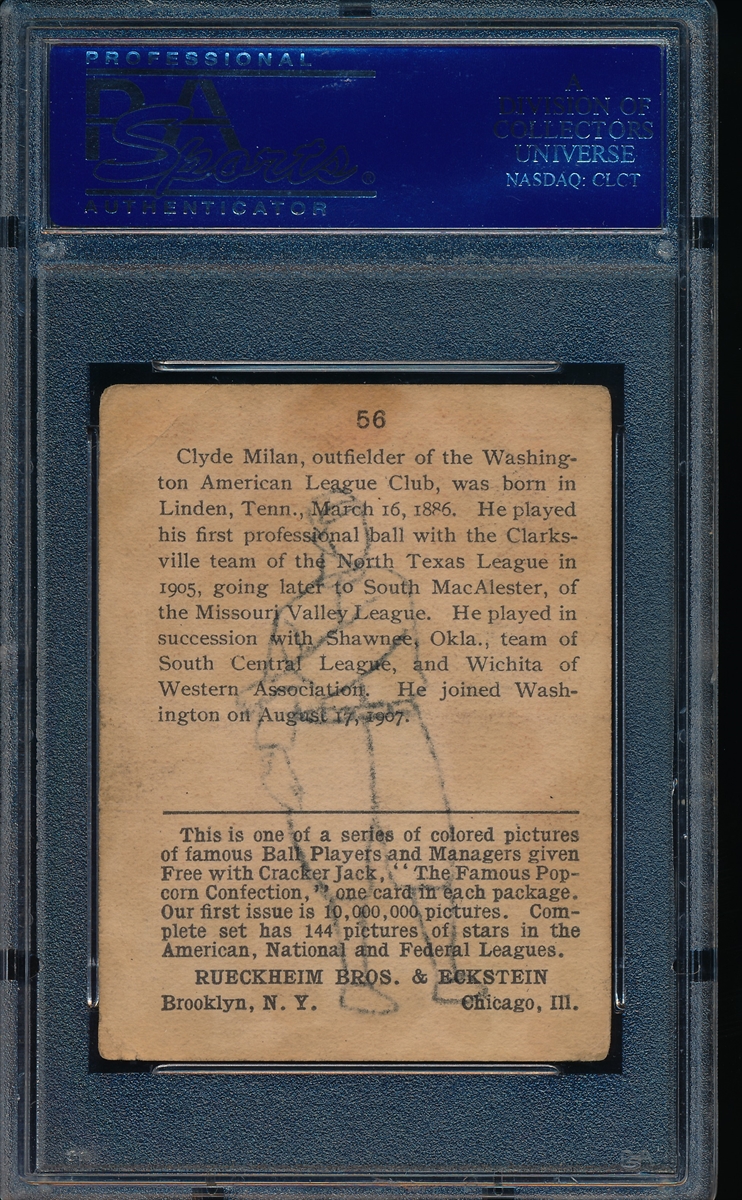 PROFESSIONAL
PSA
Sports®
AUTHENTICATOR
A
DIVISION OF
COLLECTORS
UNIVERSE
NASDAQ: CLCT
56
Clyde Milan, outfielder of the Washing-
ton American League Club, was born in
Linden, Tenn., March 16, 1886. He played
his first professional ball with the Clarks-
ville team of the North Texas League in
1905, going later to South MacAlester, of
the Missouri Valley League. He played in
succession with Shawnee, Okla., team of
South Central League, and Wichita of
Western Association. He joined Wash-
ington on August 17, 1907.
This is one of a series of colored pictures
of famous Ball Players and Managers given
Free with Cracker Jack, "The Famous Pop-
corn Confection," one card in each package.
Our first issue is 10,000,000 pictures. Com-
plete set has 144 pictures of stars in the
American, National and Federal Leagues.
RUECKHEIM BROS. & ECKSTEIN
Brooklyn, N. Y. Chicago, Ill.